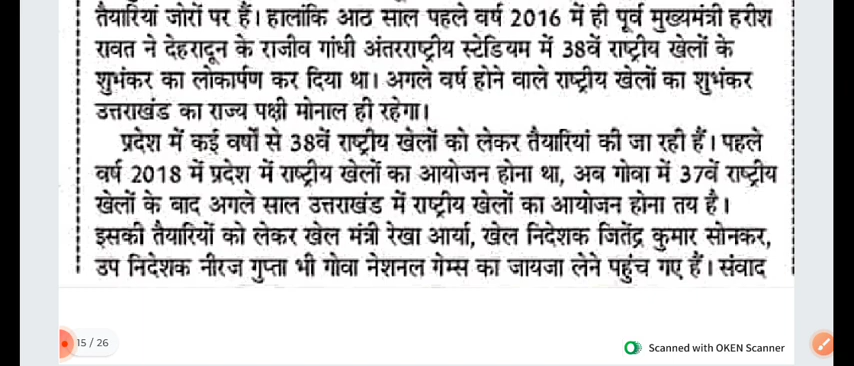 तैयारियां जोरों पर हैं। हालांकि आठ साल पहले वर्ष 2016 में ही पूर्व मुख्यमंत्री हरीश
रावत ने देहरादून के राजीव गांधी अंतरराष्ट्रीय स्टेडियम में 38वें राष्ट्रीय खेलों के
शुभंकर का लोकार्पण कर दिया था। अगले वर्ष होने वाले राष्ट्रीय खेलों का शुभंकर
उत्तराखंड का राज्य पक्षी मोनाल ही रहेगा।
प्रदेश में कई वर्षों से 38वें राष्ट्रीय खेलों को लेकर तैयारियां की जा रही हैं। पहले
वर्ष 2018 में प्रदेश में राष्ट्रीय खेलों का आयोजन होना था, अब गोवा में 37वें राष्ट्रीय
खेलों के बाद अगले साल उत्तराखंड में राष्ट्रीय खेलों का आयोजन होना तय है।
इसकी तैयारियों को लेकर खेल मंत्री रेखा आर्या, खेल निदेशक जितेंद्र कुमार सोनकर,
उप निदेशक नीरज गुप्ता भी गोवा नेशनल गेम्स का जायजा लेने पहुंच गए हैं। संवाद
15 / 26
Scanned with OKEN Scanner